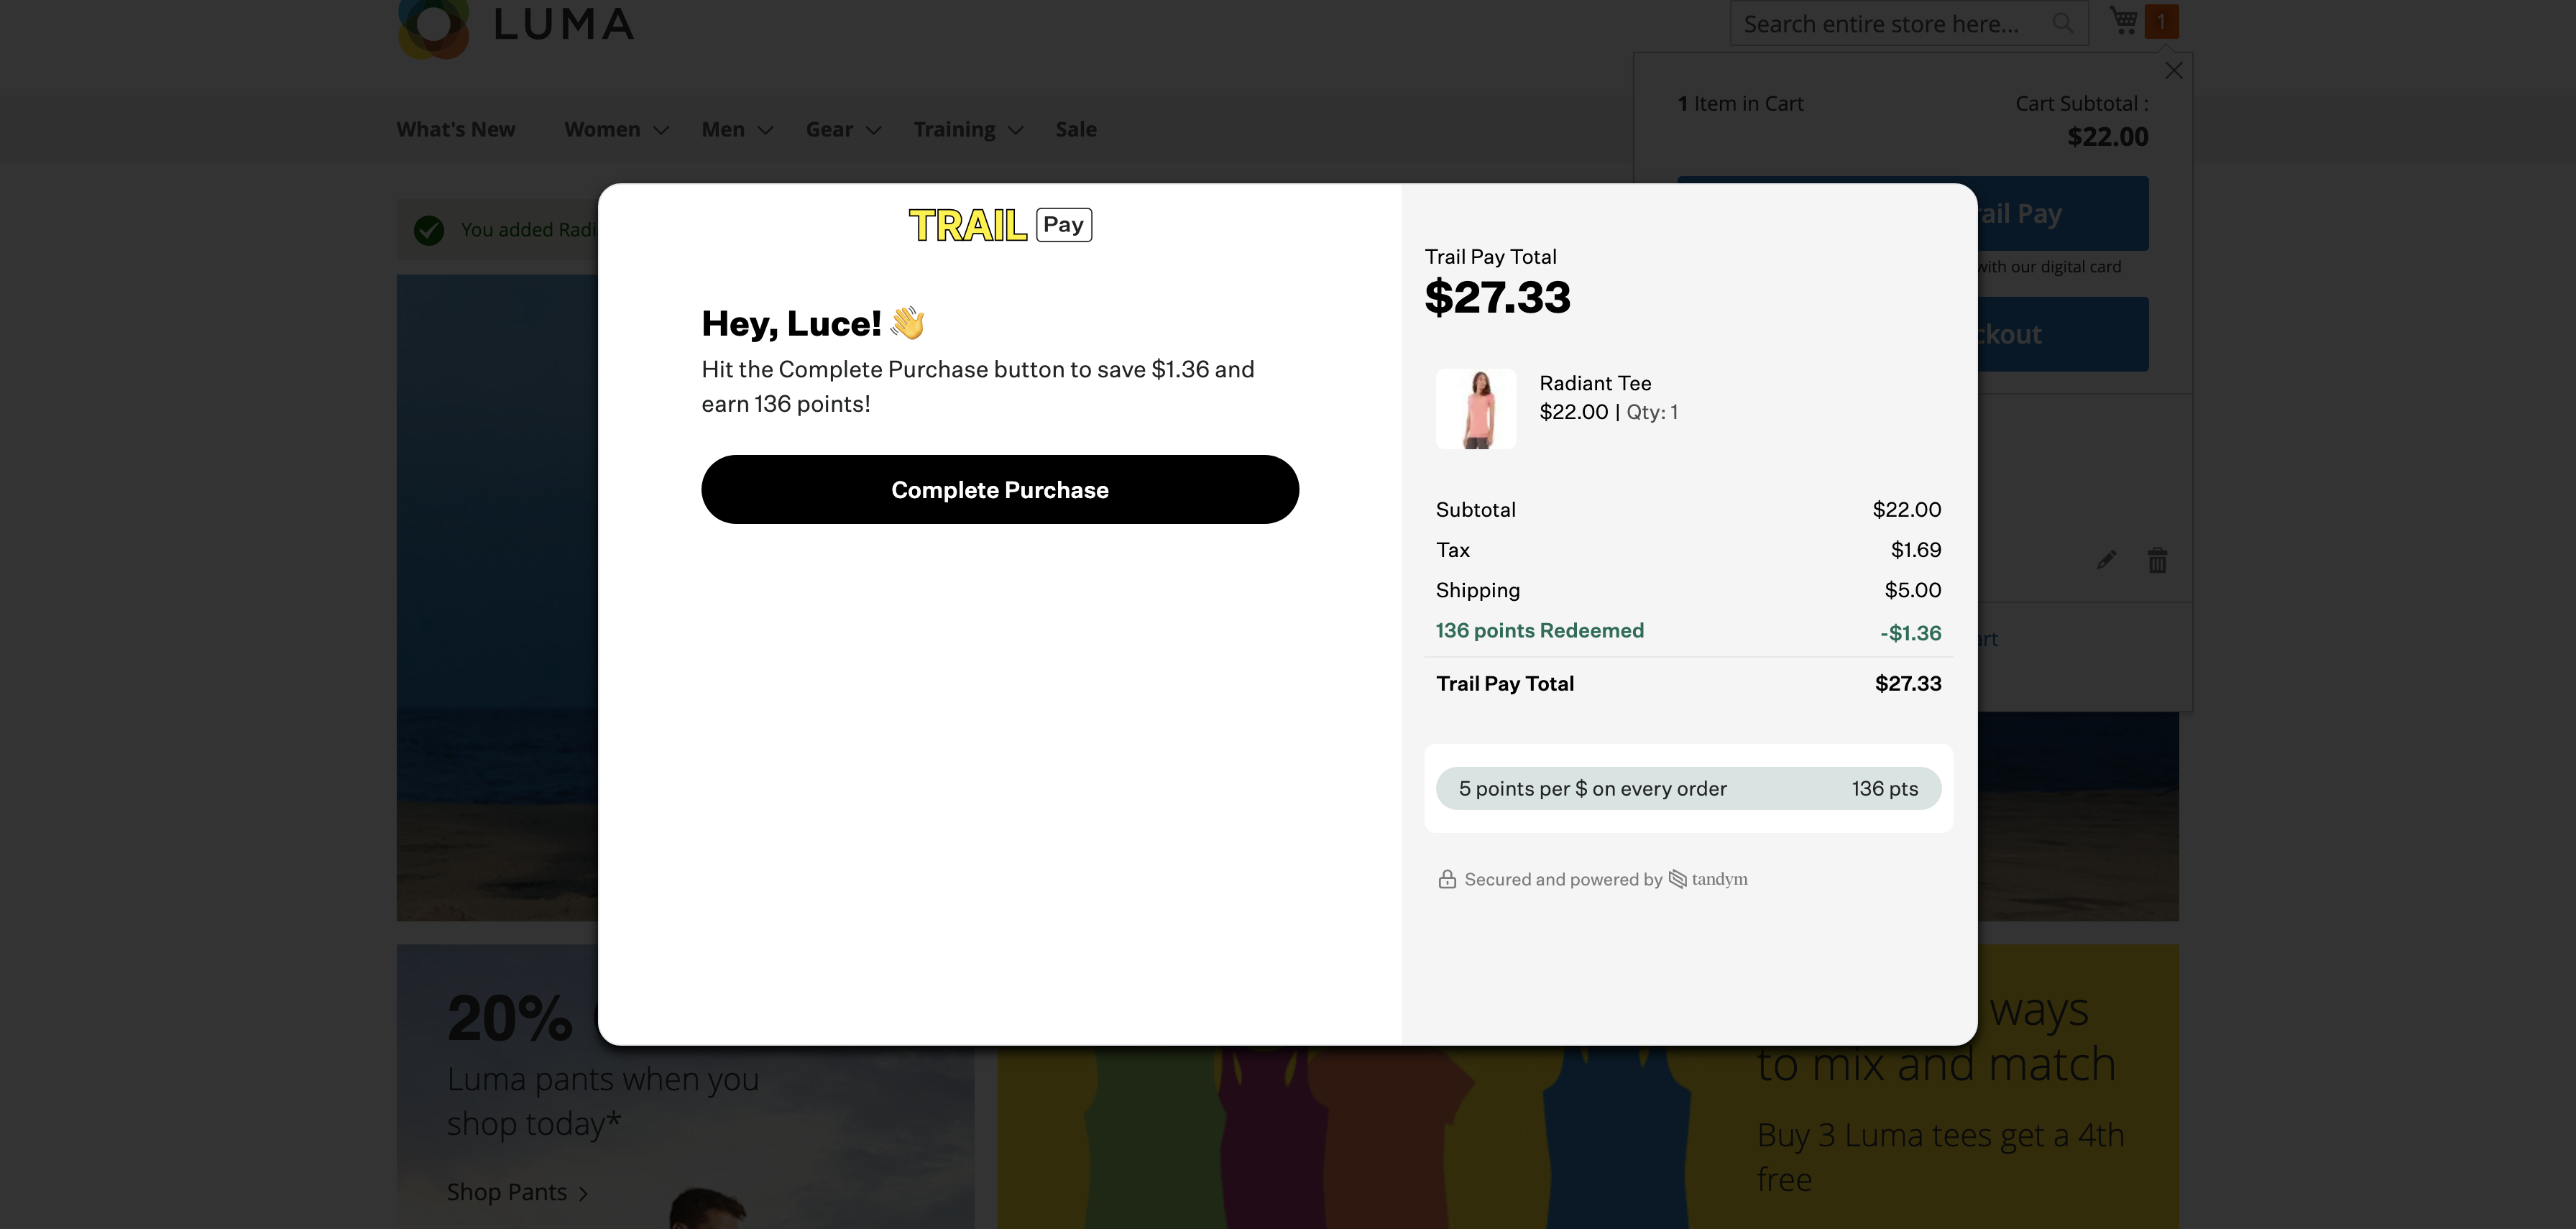 LUMA
Search entire store here...
1
1 Item in Cart
Cart Subtotal :
$22.00
What's New
Women
Men
Gear
Training
Sale
You added
Pay
with our digital card
TRAIL Pay
Hey, Luce! 👋
Hit the Complete Purchase button to save $1.36 and
earn 136 points!
Complete Purchase
Trail Pay Total
$27.33
Radiant Tee
$22.00 | Qty: 1
Subtotal $22.00
Tax $1.69
Shipping $5.00
136 points Redeemed -$1.36
Trail Pay Total $27.33
5 points per $ on every order 136 pts
Secured and powered by tandym
20%
Luma pants when you
shop today*
Shop Pants
ways
to mix and match
Buy 3 Luma tees get a 4th
free